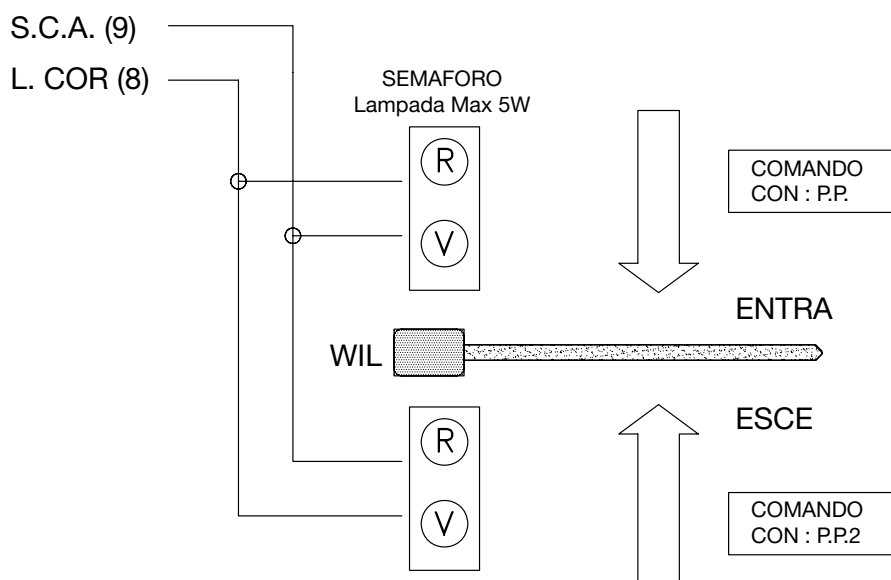 S.C.A. (9)
L. COR (8)
SEMAFORO
Lampada Max 5W
R
V
COMANDO
CON : P.P.
ENTRA
WIL
ESCE
R
V
COMANDO
CON : P.P.2